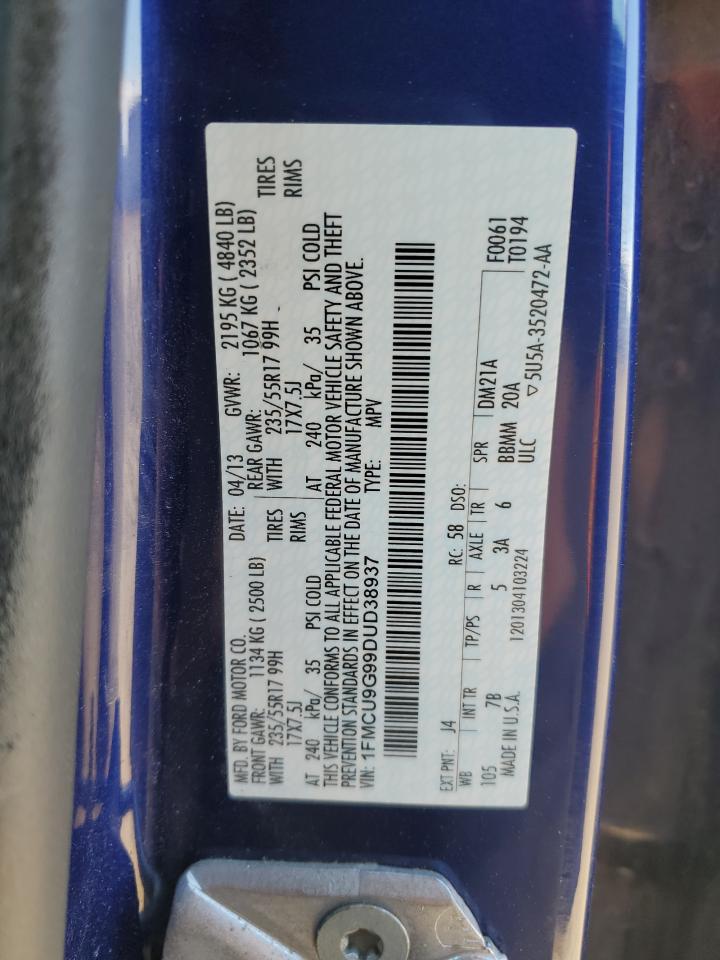 MFD. BY FORD MOTOR CO.
DATE: 04/13 GVWR: 2195 KG ( 4840 LB)
FRONT GAWR: 1134 KG ( 2500 LB) REAR GAWR: 1067 KG ( 2352 LB)
WITH 235/55R17 99H TIRES WITH 235/55R17 99H TIRES
17X7.5J RIMS 17X7.5J RIMS
AT 240 kPa/ 35 PSI COLD AT 240 kPa/ 35 PSI COLD
THIS VEHICLE CONFORMS TO ALL APPLICABLE FEDERAL MOTOR VEHICLE SAFETY AND THEFT
PREVENTION STANDARDS IN EFFECT ON THE DATE OF MANUFACTURE SHOWN ABOVE.
VIN: 1FMCU9G99DUD38937 TYPE: MPV
EXT PNT: J4 RC: 58 DSO:
WB INT TR TP/PS R AXLE TR SPR DM21A F0061
105 7B 5 3A 6 BBMM 20A T0194
MADE IN U.S.A. 1201304103224 ULC ▽5U5A-3520472-AA